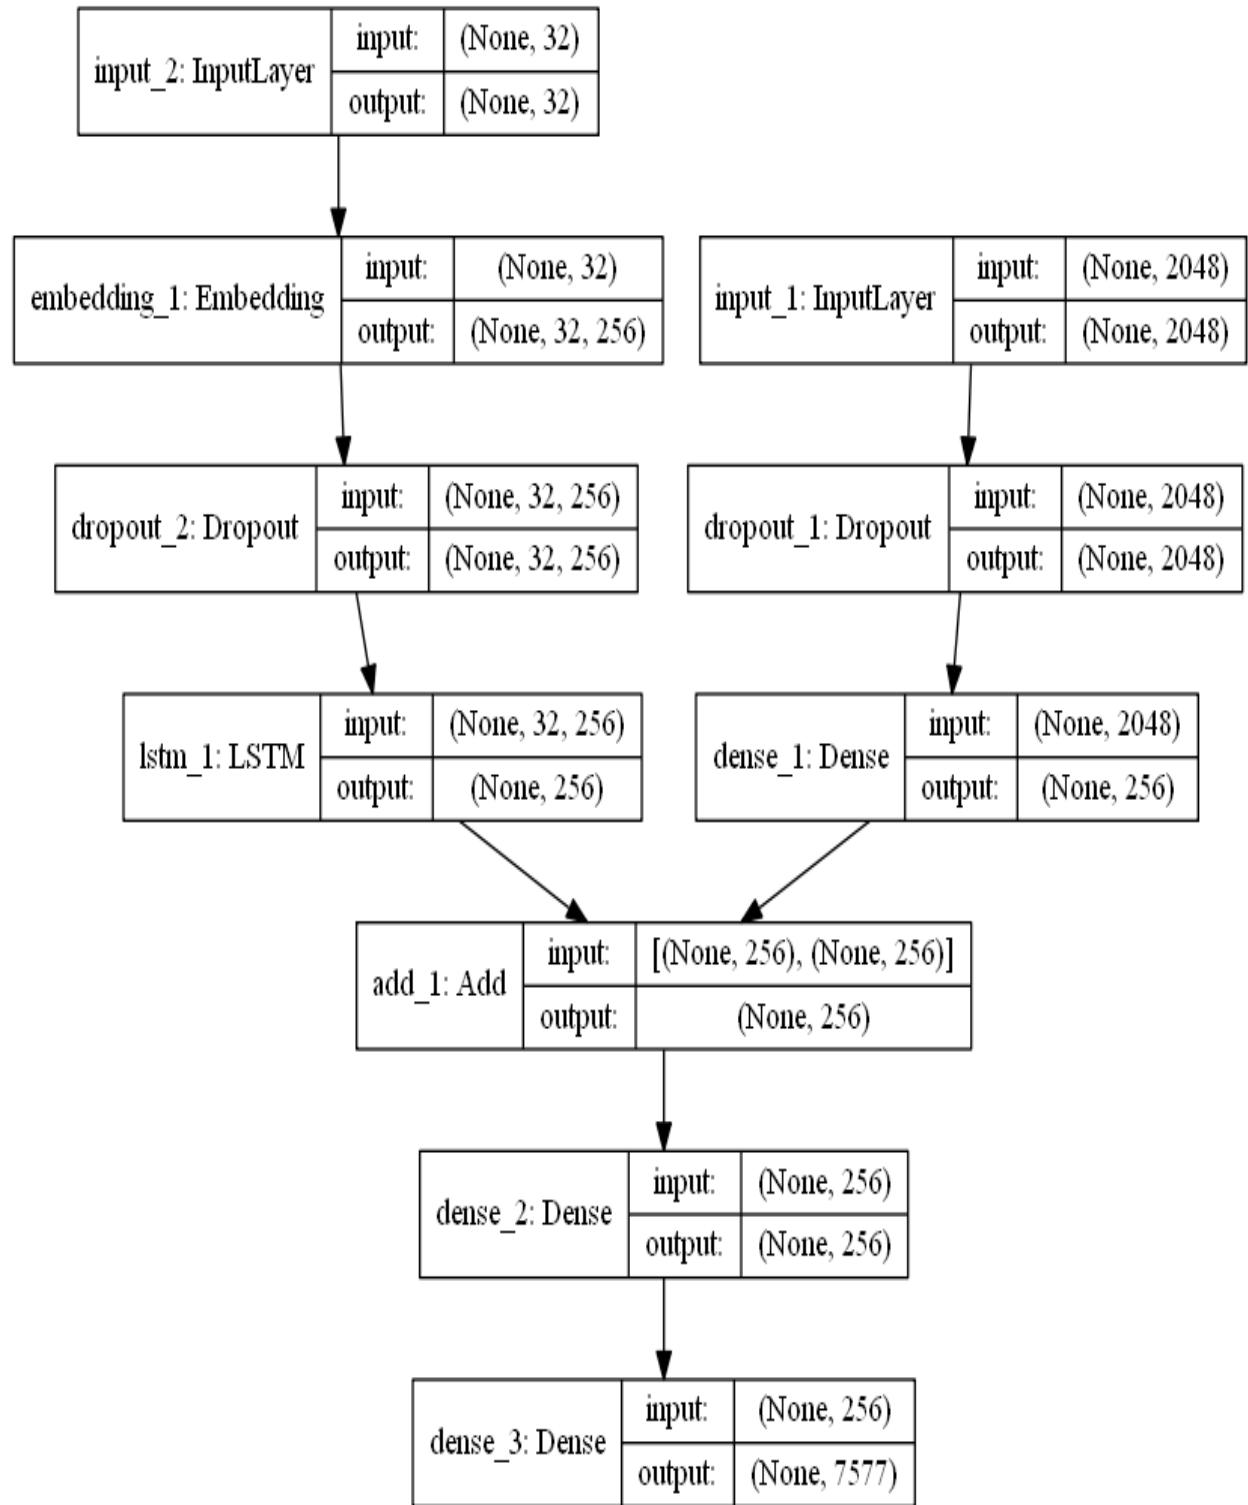 input_2: InputLayer
input:
(None, 32)
output:
(None, 32)
embedding_1: Embedding
input:
(None, 32)
output:
(None, 32, 256)
input_1: InputLayer
input:
(None, 2048)
output:
(None, 2048)
dropout_2: Dropout
input:
(None, 32, 256)
output:
(None, 32, 256)
dropout_1: Dropout
input:
(None, 2048)
output:
(None, 2048)
lstm_1: LSTM
input:
(None, 32, 256)
output:
(None, 256)
dense_1: Dense
input:
(None, 2048)
output:
(None, 256)
add_1: Add
input:
[(None, 256), (None, 256)]
output:
(None, 256)
dense_2: Dense
input:
(None, 256)
output:
(None, 256)
dense_3: Dense
input:
(None, 256)
output:
(None, 7577)